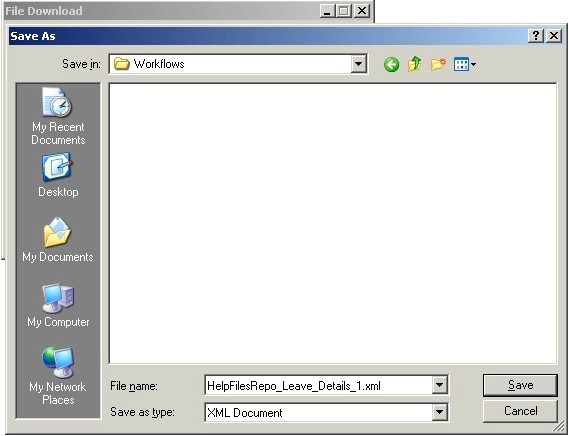 File Download
Save As
Save in:
Workflows
My Recent
Documents
Desktop
My Documents
My Computer
My Network
Places
File name:
HelpFilesRepo_Leave_Details_1.xml
Save
Save as type:
XML Document
Cancel